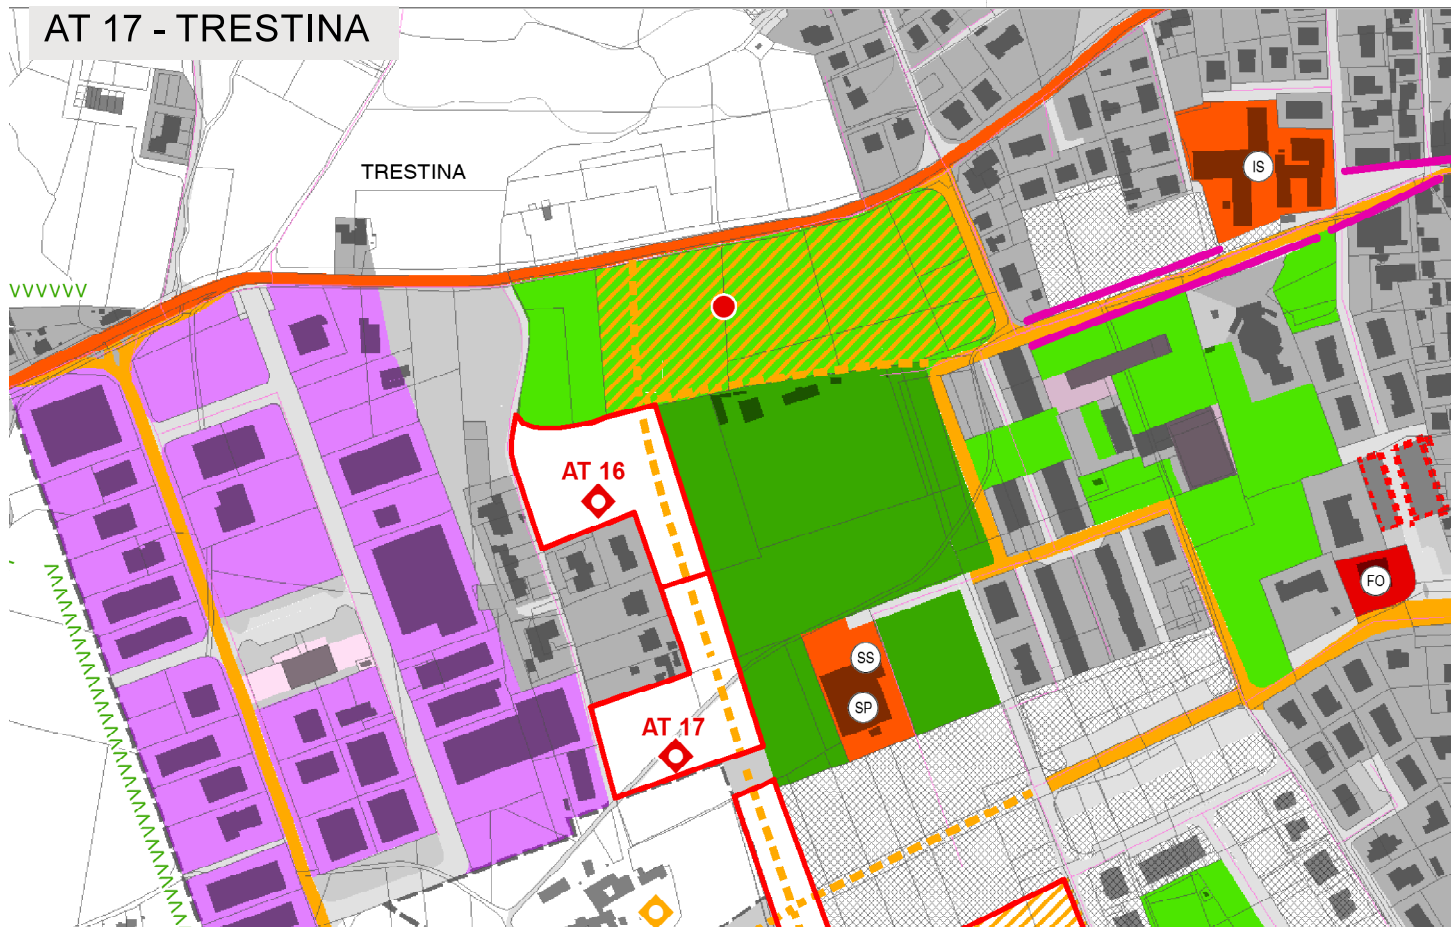 AT 17 - TRESTINA
TRESTINA
IS
AT 16
FO
SS
SP
AT 17